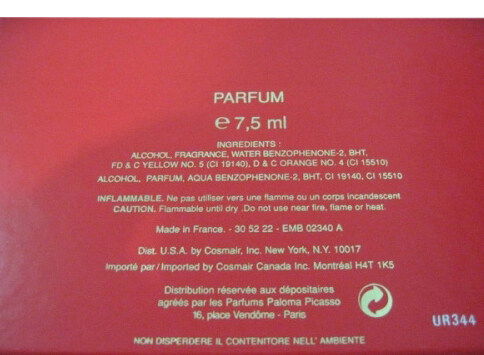 PARFUM
℮ 7,5 ml
INGREDIENTS :
ALCOHOL, FRAGRANCE, WATER BENZOPHENONE-2, BHT,
FD & C YELLOW NO. 5 (CI 19140), D & C ORANGE NO. 4 (CI 15510)
ALCOHOL, PARFUM, AQUA BENZOPHENONE-2, BHT, CI 19140, CI 15510
INFLAMMABLE. Ne pas utiliser vers une flamme ou un corps incandescent
CAUTION. Flammable until dry .Do not use near fire, flame or heat.
Made in France. - 30 52 22 - EMB 02340 A
Dist. U.S.A. by Cosmair, Inc. New York, N.Y. 10017
Importé par/Imported by Cosmair Canada Inc. Montréal H4T 1K5
Distribution réservée aux dépositaires
agréés par les Parfums Paloma Picasso
16, place Vendôme - Paris
UR344
NON DISPERDERE IL CONTENITORE NELL' AMBIENTE